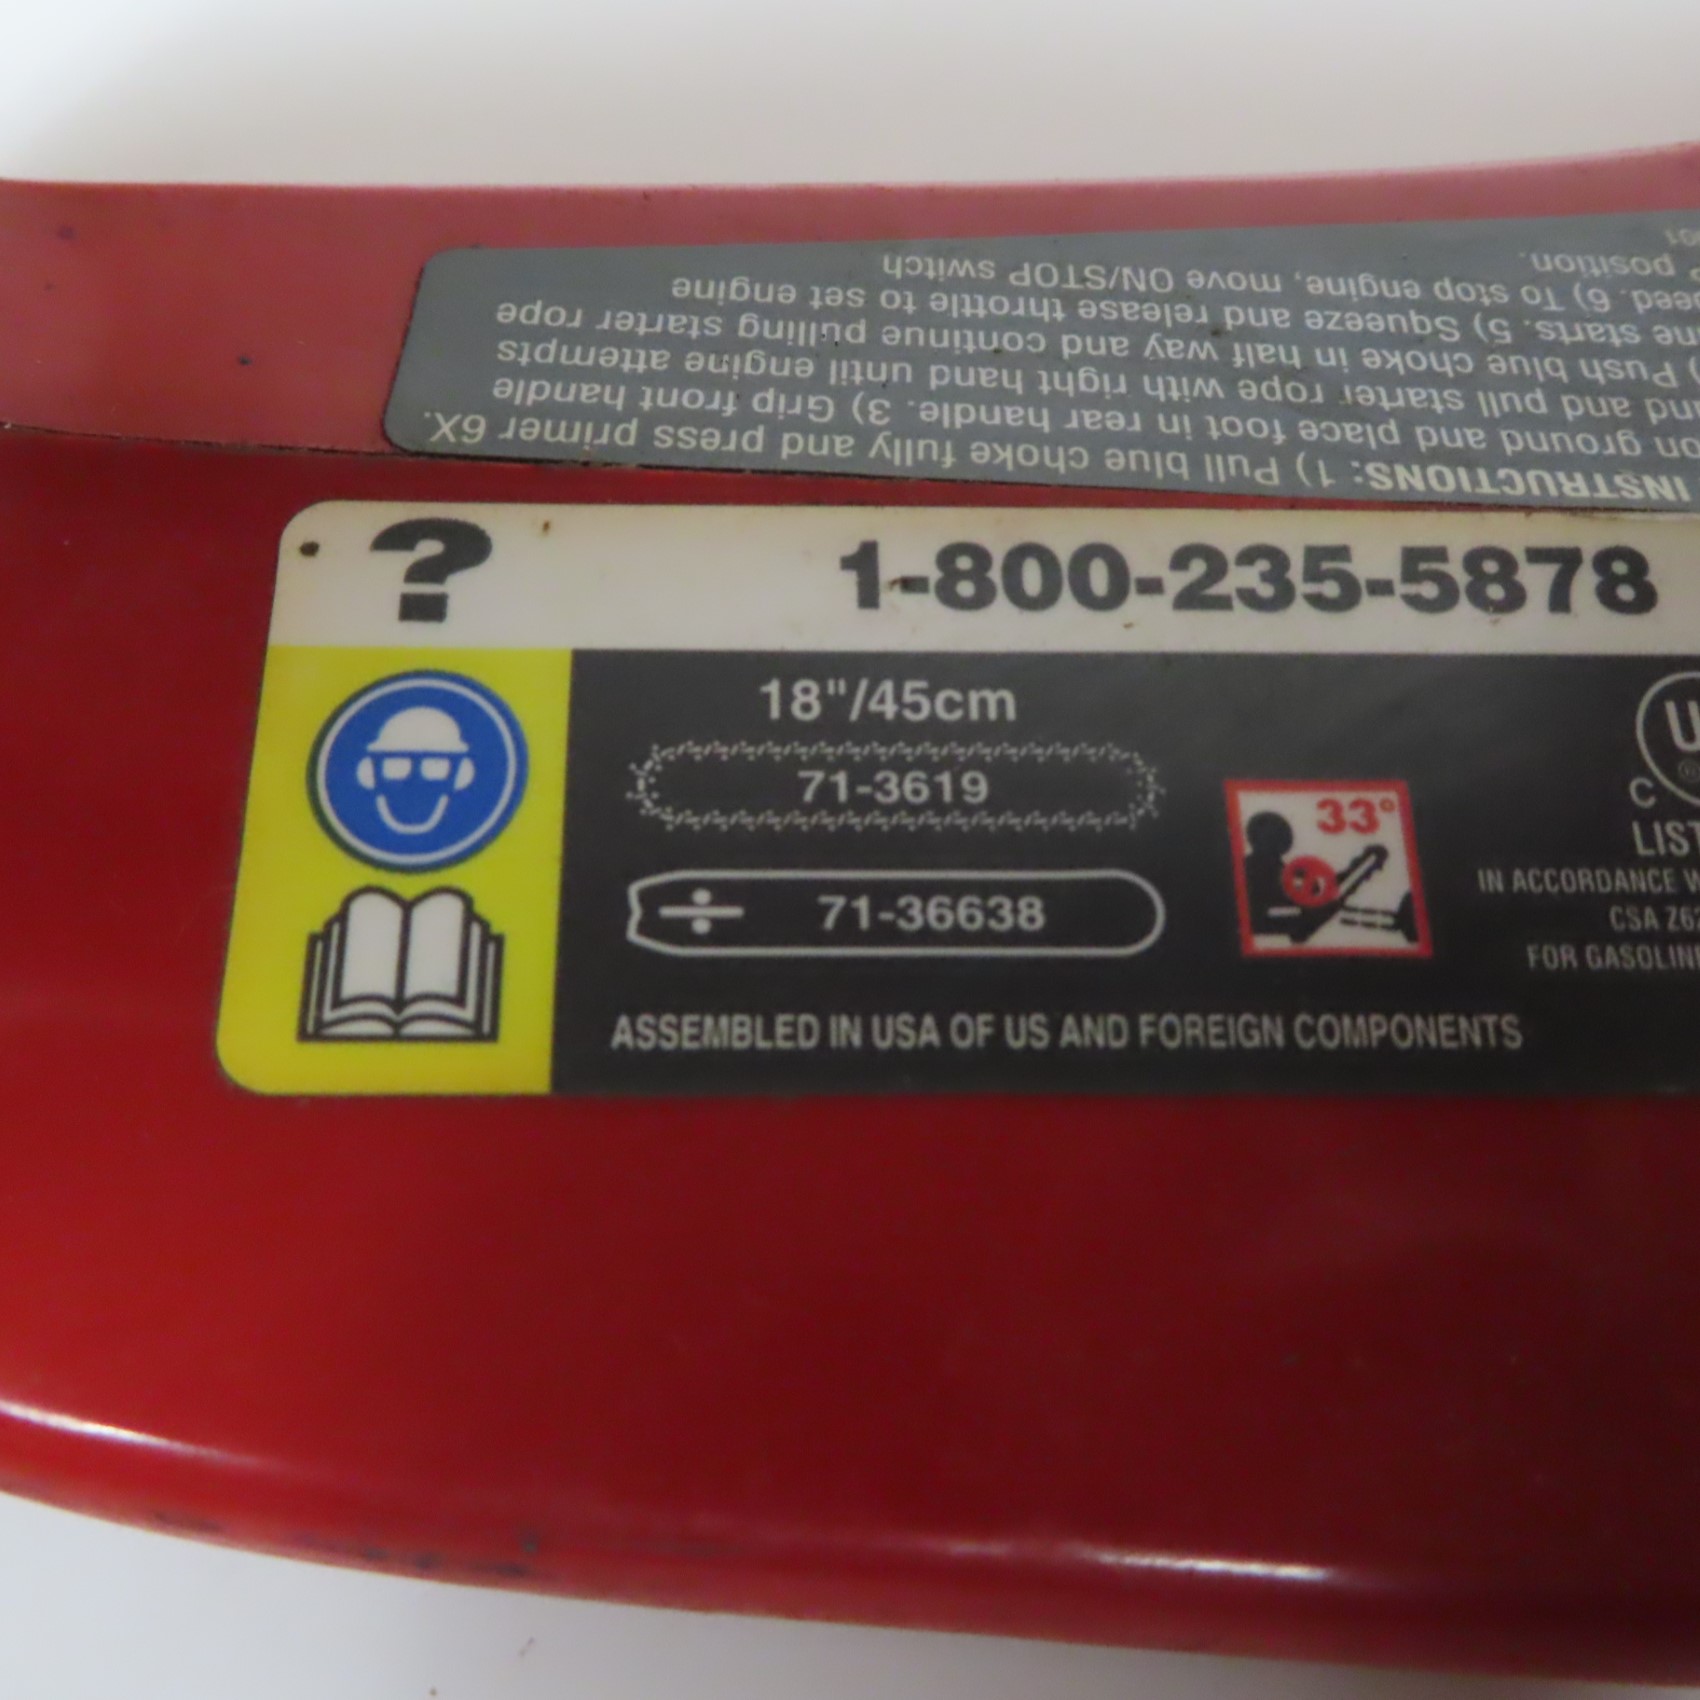 INSTRUCTIONS: 1) Pull blue choke fully and press primer 6X.
on ground and place foot in rear handle. 3) Grip front handle
and pull starter rope with right hand until engine attempts
Push blue choke in half way and continue pulling starter rope
starts. 5) Squeeze and release throttle to set engine
6) To stop engine, move ON/STOP switch
position.
?
1-800-235-5878
18"/45cm
71-3619
71-36638
33°
U
C
®
LIST
IN ACCORDANCE W
CSA Z62
FOR GASOLINE
ASSEMBLED IN USA OF US AND FOREIGN COMPONENTS